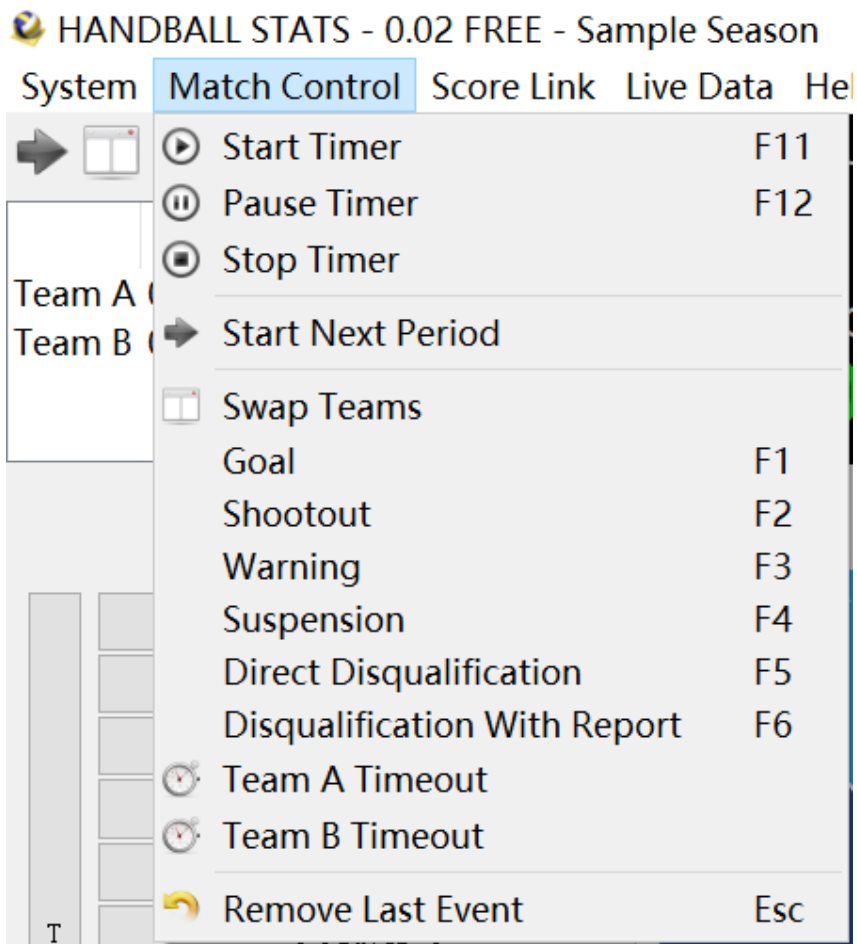 HANDBALL STATS - 0.02 FREE - Sample Season
System Match Control Score Link Live Data
Start Timer F11
Pause Timer F12
Stop Timer
Team A
Team B
Start Next Period
Swap Teams
Goal F1
Shootout F2
Warning F3
Suspension F4
Direct Disqualification F5
Disqualification With Report F6
Team A Timeout
Team B Timeout
Remove Last Event Esc
T